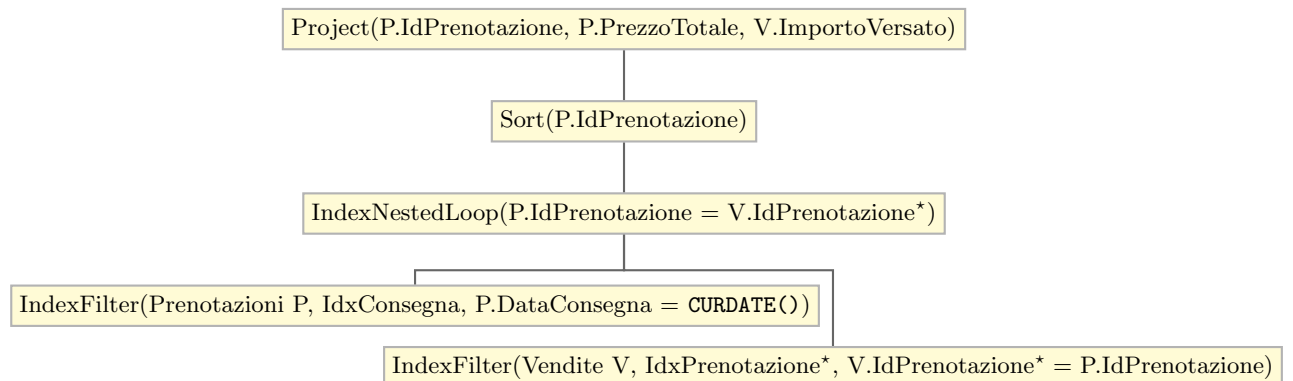 Project(P.IdPrenotazione, P.PrezzoTotale, V.ImportoVersato)
Sort(P.IdPrenotazione)
IndexNestedLoop(P.IdPrenotazione = V.IdPrenotazione⋆)
IndexFilter(Prenotazioni P, IdxConsegna, P.DataConsegna = CURDATE())
IndexFilter(Vendite V, IdxPrenotazione⋆, V.IdPrenotazione⋆ = P.IdPrenotazione)